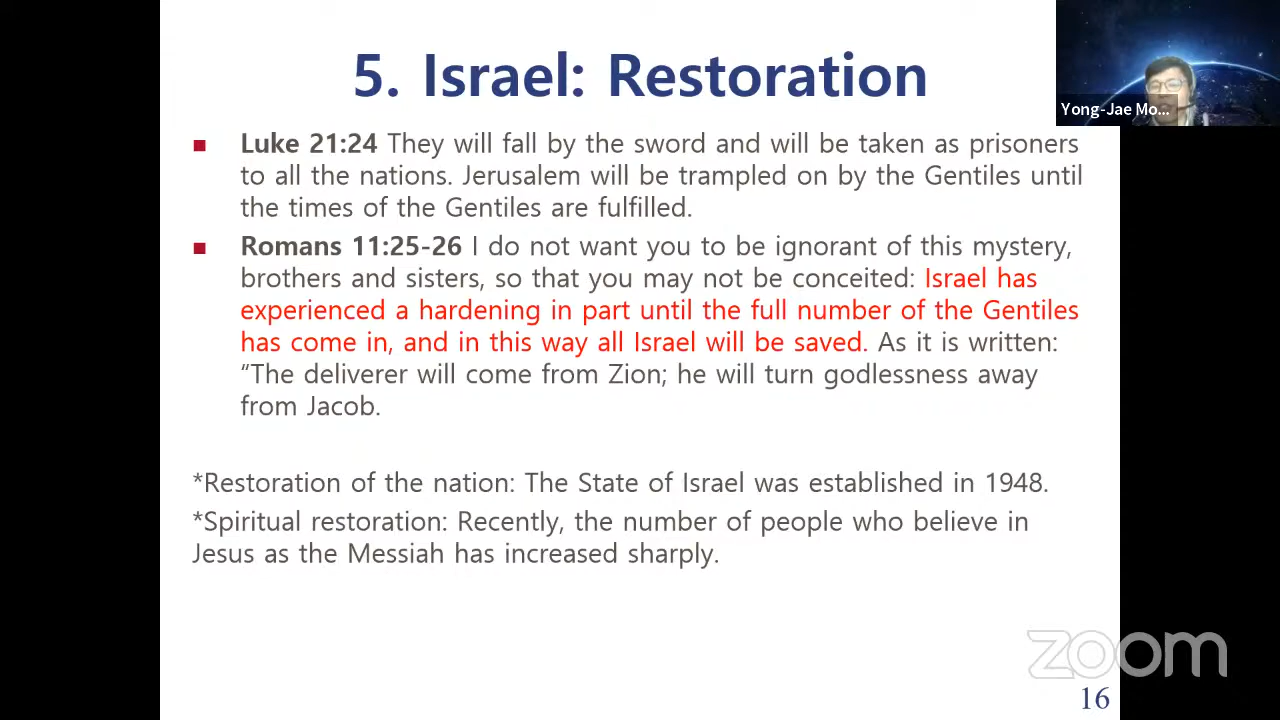 5. Israel: Restoration
Yong-Jae Mo...
Luke 21:24 They will fall by the sword and will be taken as prisoners
to all the nations. Jerusalem will be trampled on by the Gentiles until
the times of the Gentiles are fulfilled.
Romans 11:25-26 I do not want you to be ignorant of this mystery,
brothers and sisters, so that you may not be conceited: Israel has
experienced a hardening in part until the full number of the Gentiles
has come in, and in this way all Israel will be saved. As it is written:
“The deliverer will come from Zion; he will turn godlessness away
from Jacob.
*Restoration of the nation: The State of Israel was established in 1948.
*Spiritual restoration: Recently, the number of people who believe in
Jesus as the Messiah has increased sharply.
zoom
16